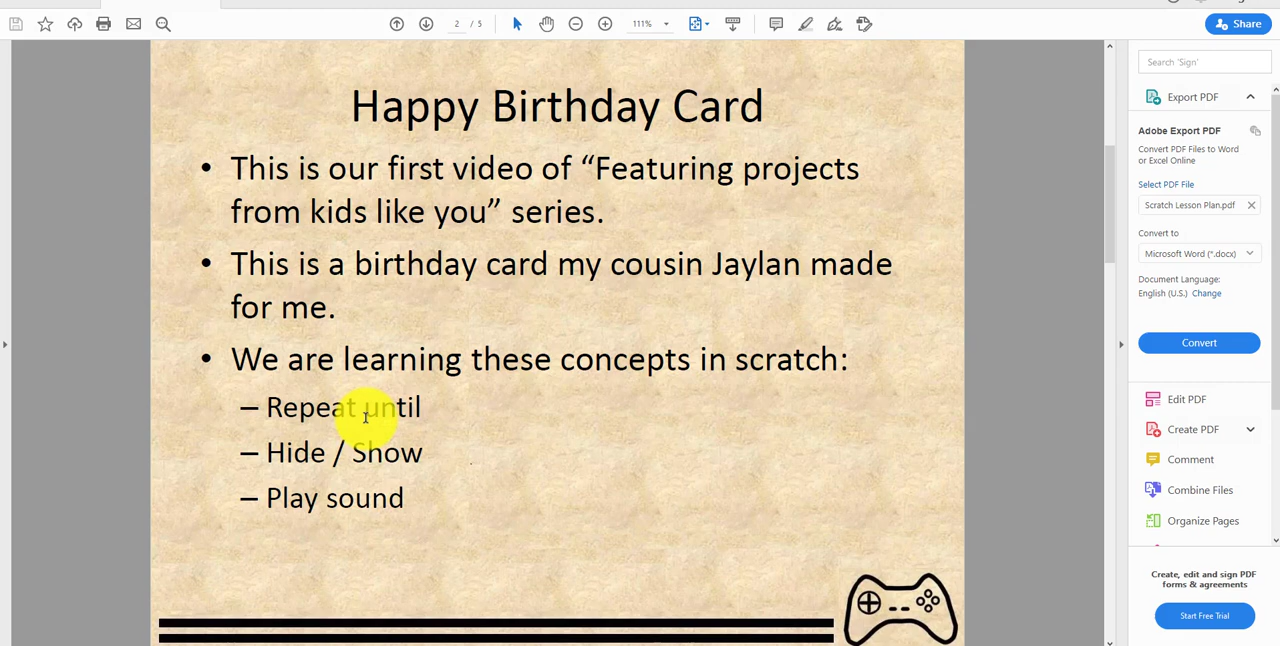 2 / 5
111%
Share
Happy Birthday Card
• This is our first video of “Featuring projects
from kids like you” series.
• This is a birthday card my cousin Jaylan made
for me.
• We are learning these concepts in scratch:
– Repeat until
– Hide / Show
– Play sound
Search 'Sign'
Export PDF
Adobe Export PDF
Convert PDF Files to Word
or Excel Online
Select PDF File
Scratch Lesson Plan.pdf
Convert to
Microsoft Word (*.docx)
Document Language:
English (U.S.) Change
Convert
Edit PDF
Create PDF
Comment
Combine Files
Organize Pages
Create, edit and sign PDF
forms & agreements
Start Free Trial